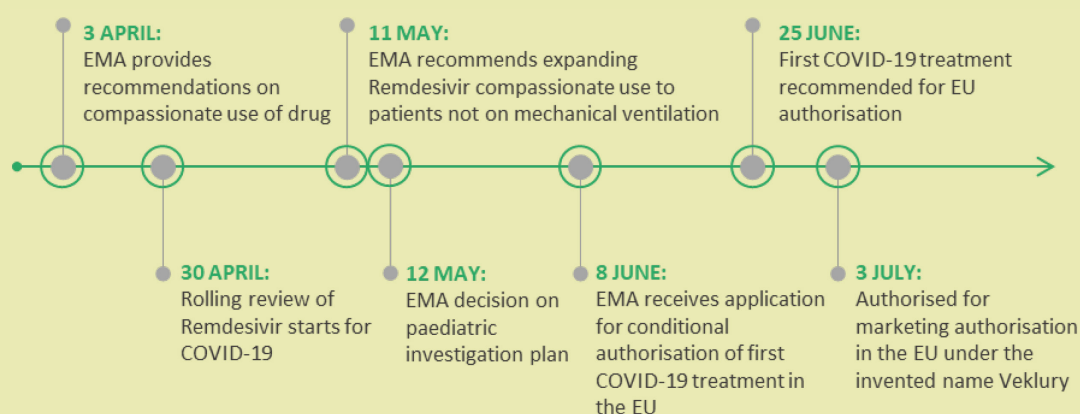 3 APRIL:
EMA provides
recommendations on
compassionate use of drug
11 MAY:
EMA recommends expanding
Remdesivir compassionate use to
patients not on mechanical ventilation
25 JUNE:
First COVID-19 treatment
recommended for EU
authorisation
30 APRIL:
Rolling review of
Remdesivir starts for
COVID-19
12 MAY:
EMA decision on
paediatric
investigation plan
8 JUNE:
EMA receives application
for conditional
authorisation of first
COVID-19 treatment in
the EU
3 JULY:
Authorised for
marketing authorisation
in the EU under the
invented name Veklury